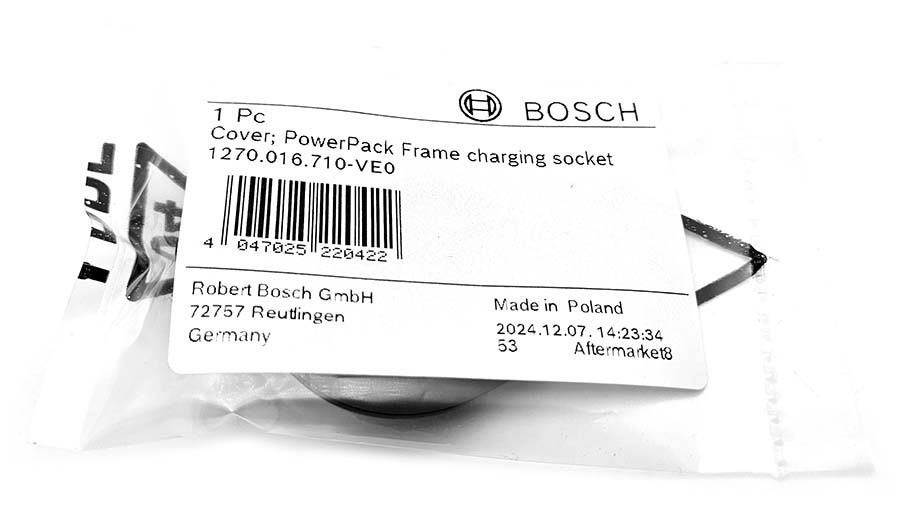 BOSCH
1 Pc
Cover; PowerPack Frame charging socket
1270.016.710-VE0
4 047025 220422
Robert Bosch GmbH
72757 Reutlingen
Germany
Made in Poland
2024.12.07. 14:23:34
53 Aftermarket8